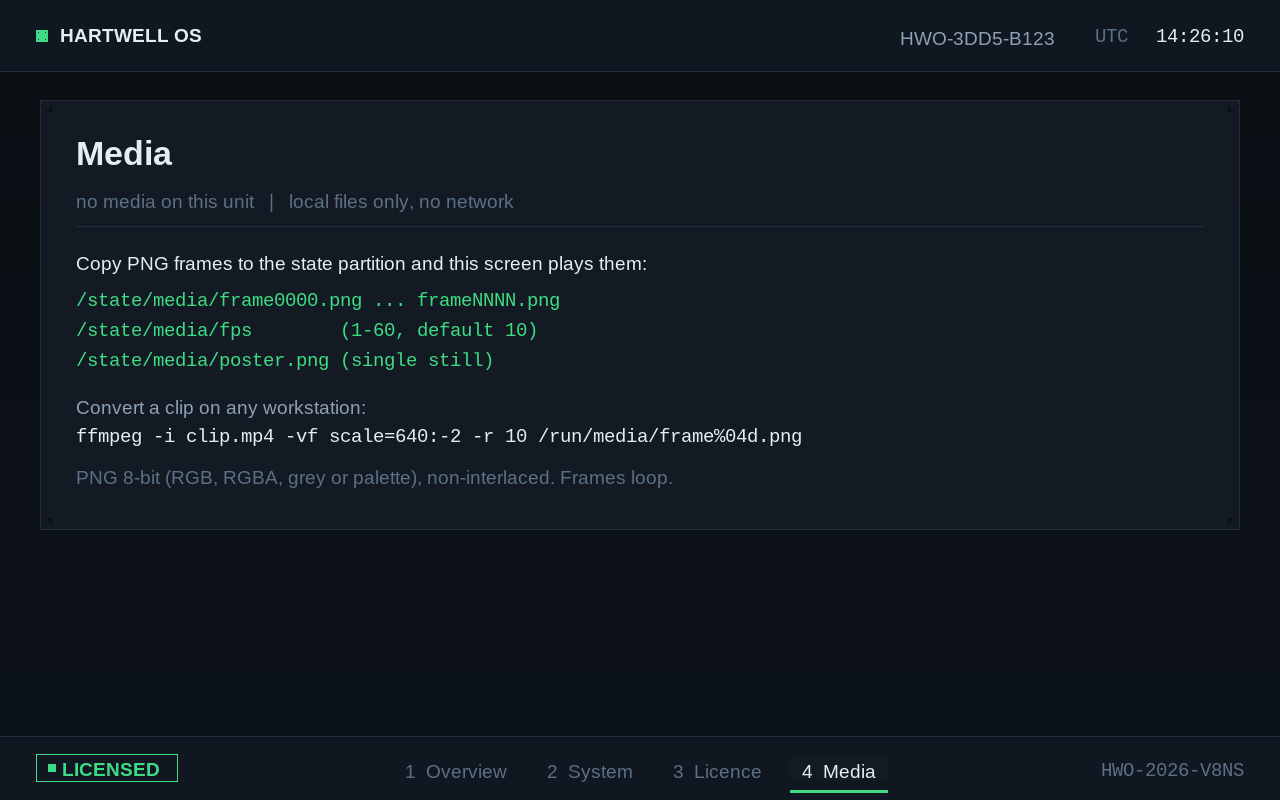 HARTWELL OS HWO-3DD5-B123 UTC 14:26:10
Media
no media on this unit | local files only, no network
Copy PNG frames to the state partition and this screen plays them:
/state/media/frame0000.png ... frameNNNN.png
/state/media/fps (1-60, default 10)
/state/media/poster.png (single still)
Convert a clip on any workstation:
ffmpeg -i clip.mp4 -vf scale=640:-2 -r 10 /run/media/frame%04d.png
PNG 8-bit (RGB, RGBA, grey or palette), non-interlaced. Frames loop.
LICENSED 1 Overview 2 System 3 Licence 4 Media HWO-2026-V8NS